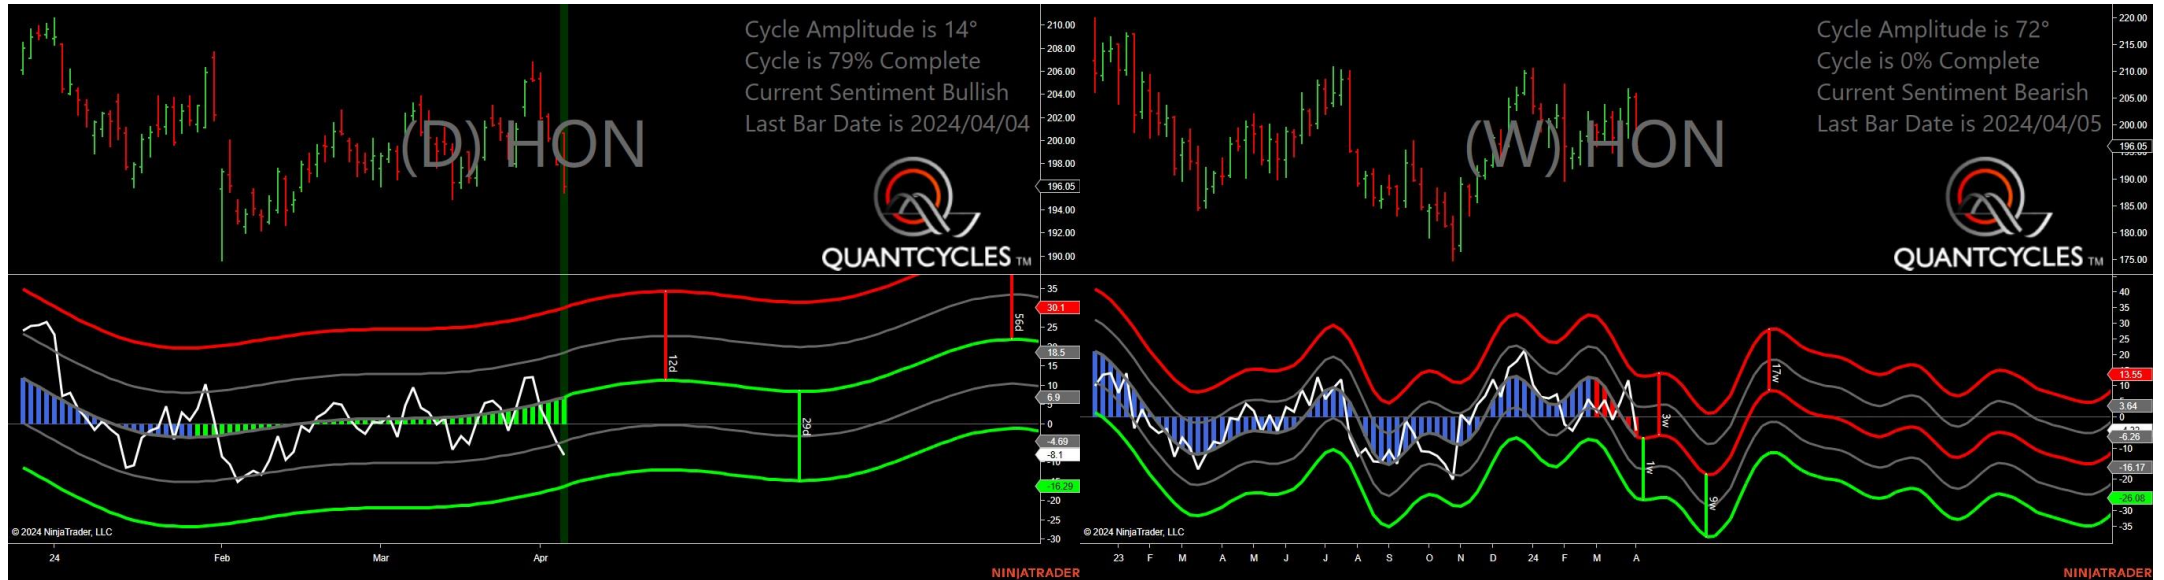 Cycle Amplitude is 14°
Cycle is 79% Complete
Current Sentiment Bullish
Last Bar Date is 2024/04/04
(D) HON
QUANTCYCLES TM
210.00
208.00
206.00
204.00
202.00
200.00
198.00
196.05
194.00
192.00
190.00
35
30.1
25
18.5
15
10
6.9
0
-4.69
-8.1
-16.29
-20
-25
-30
12d
29d
56d
© 2024 NinjaTrader, LLC
24
Feb
Mar
Apr
NINJATRADER
Cycle Amplitude is 72°
Cycle is 0% Complete
Current Sentiment Bearish
Last Bar Date is 2024/04/05
(W) HON
QUANTCYCLES TM
220.00
215.00
210.00
205.00
200.00
196.05
190.00
185.00
180.00
175.00
40
35
30
25
20
13.55
10
3.64
0
-6.26
-10
-16.17
-20
-26.08
-30
-35
3w
1w
9w
17w
© 2024 NinjaTrader, LLC
23
F
M
A
M
J
J
A
S
O
N
D
24
F
M
A
NINJATRADER